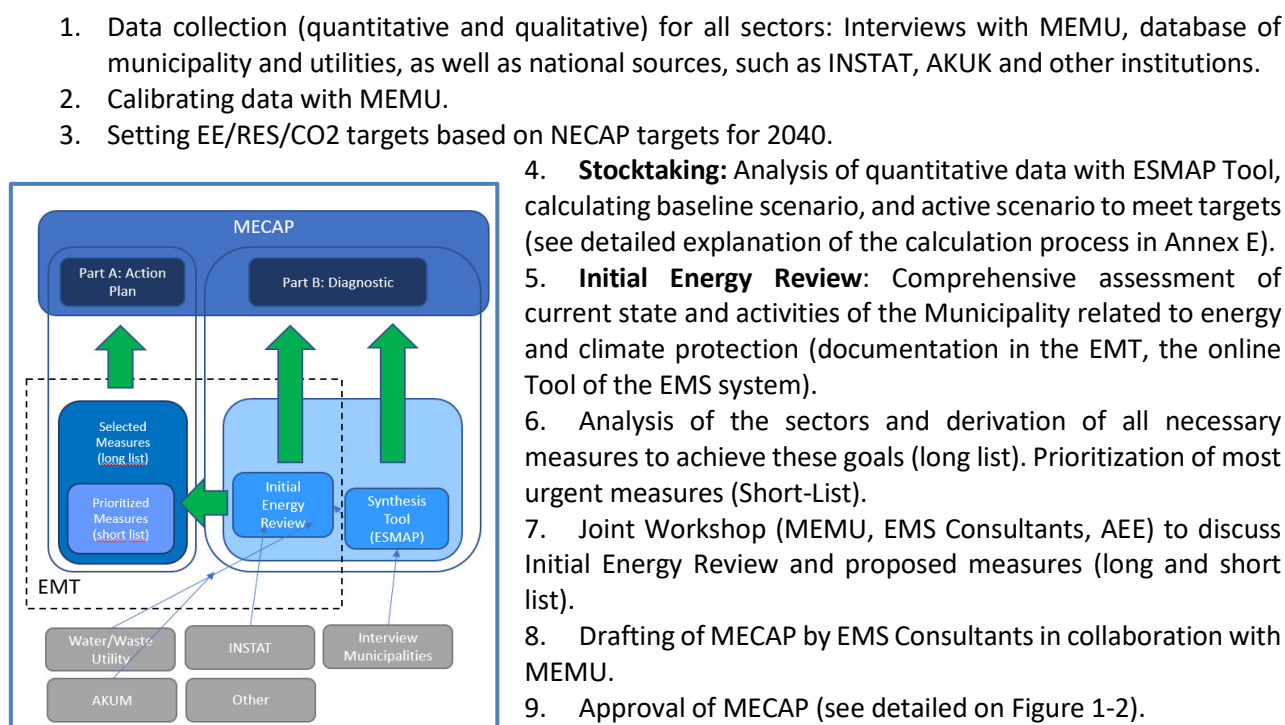 1. Data collection (quantitative and qualitative) for all sectors: Interviews with MEMU, database of
municipality and utilities, as well as national sources, such as INSTAT, AKUK and other institutions.
2. Calibrating data with MEMU.
3. Setting EE/RES/CO2 targets based on NECAP targets for 2040.
4. Stocktaking: Analysis of quantitative data with ESMAP Tool,
calculating baseline scenario, and active scenario to meet targets
(see detailed explanation of the calculation process in Annex E).
5. Initial Energy Review: Comprehensive assessment of
current state and activities of the Municipality related to energy
and climate protection (documentation in the EMT, the online
Tool of the EMS system).
6. Analysis of the sectors and derivation of all necessary
measures to achieve these goals (long list). Prioritization of most
urgent measures (Short-List).
7. Joint Workshop (MEMU, EMS Consultants, AEE) to discuss
Initial Energy Review and proposed measures (long and short
list).
8. Drafting of MECAP by EMS Consultants in collaboration with
MEMU.
9. Approval of MECAP (see detailed on Figure 1-2).
MECAP
Part A: Action
Plan
Part B: Diagnostic
Selected
Measures
(long list)
Prioritized
Measures
(short list)
Initial
Energy
Review
Synthesis
Tool
(ESMAP)
EMT
Water/Waste
Utility
INSTAT
Interview
Municipalities
AKUM
Other